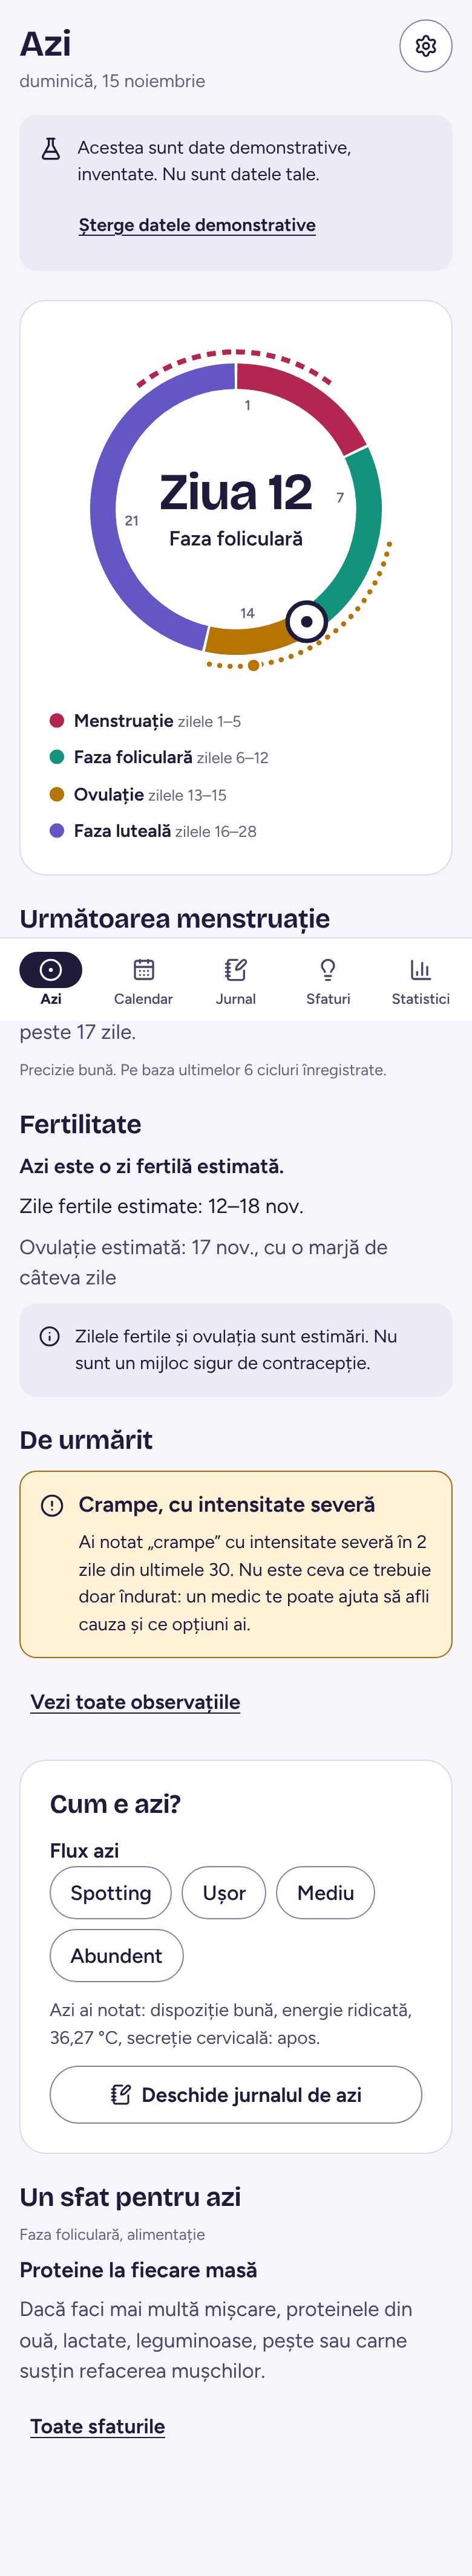 Azi
duminică, 15 noiembrie
Acestea sunt date demonstrative,
inventate. Nu sunt datele tale.
Șterge datele demonstrative
1
7
14
21
Ziua 12
Faza foliculară
Menstruație zilele 1–5
Faza foliculară zilele 6–12
Ovulație zilele 13–15
Faza luteală zilele 16–28
Următoarea menstruație
Azi
Calendar
Jurnal
Sfaturi
Statistici
peste 17 zile.
Precizie bună. Pe baza ultimelor 6 cicluri înregistrate.
Fertilitate
Azi este o zi fertilă estimată.
Zile fertile estimate: 12–18 nov.
Ovulație estimată: 17 nov., cu o marjă de
câteva zile
Zilele fertile și ovulația sunt estimări. Nu
sunt un mijloc sigur de contracepție.
De urmărit
Crampe, cu intensitate severă
Ai notat „crampe” cu intensitate severă în 2
zile din ultimele 30. Nu este ceva ce trebuie
doar îndurat: un medic te poate ajuta să afli
cauza și ce opțiuni ai.
Vezi toate observațiile
Cum e azi?
Flux azi
Spotting
Ușor
Mediu
Abundent
Azi ai notat: dispoziție bună, energie ridicată,
36,27 °C, secreție cervicală: apos.
Deschide jurnalul de azi
Un sfat pentru azi
Faza foliculară, alimentație
Proteine la fiecare masă
Dacă faci mai multă mișcare, proteinele din
ouă, lactate, leguminoase, pește sau carne
susțin refacerea mușchilor.
Toate sfaturile